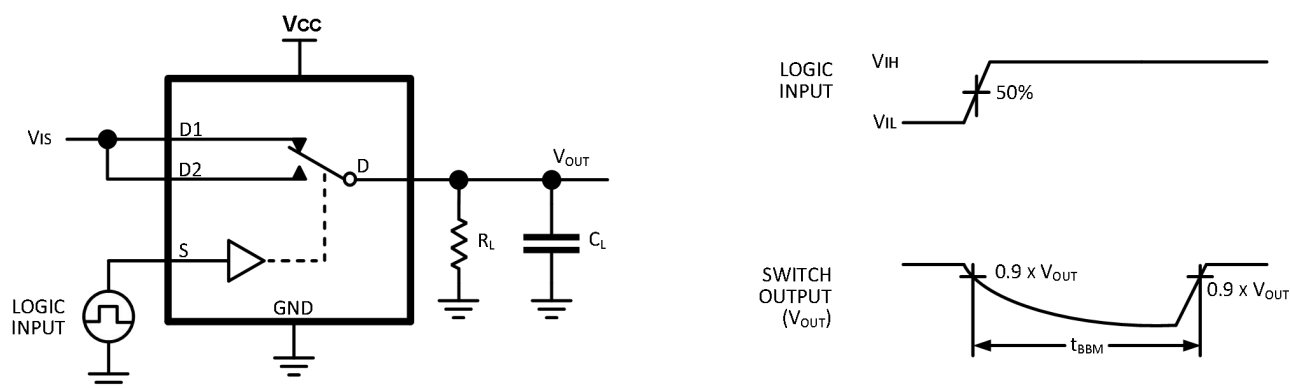 VCC
VIS
D1
D2
D
VOUT
S
RL
CL
GND
LOGIC
INPUT
LOGIC
INPUT
VIH
50%
VIL
SWITCH
OUTPUT
(VOUT)
0.9 x VOUT
0.9 x VOUT
tBBM